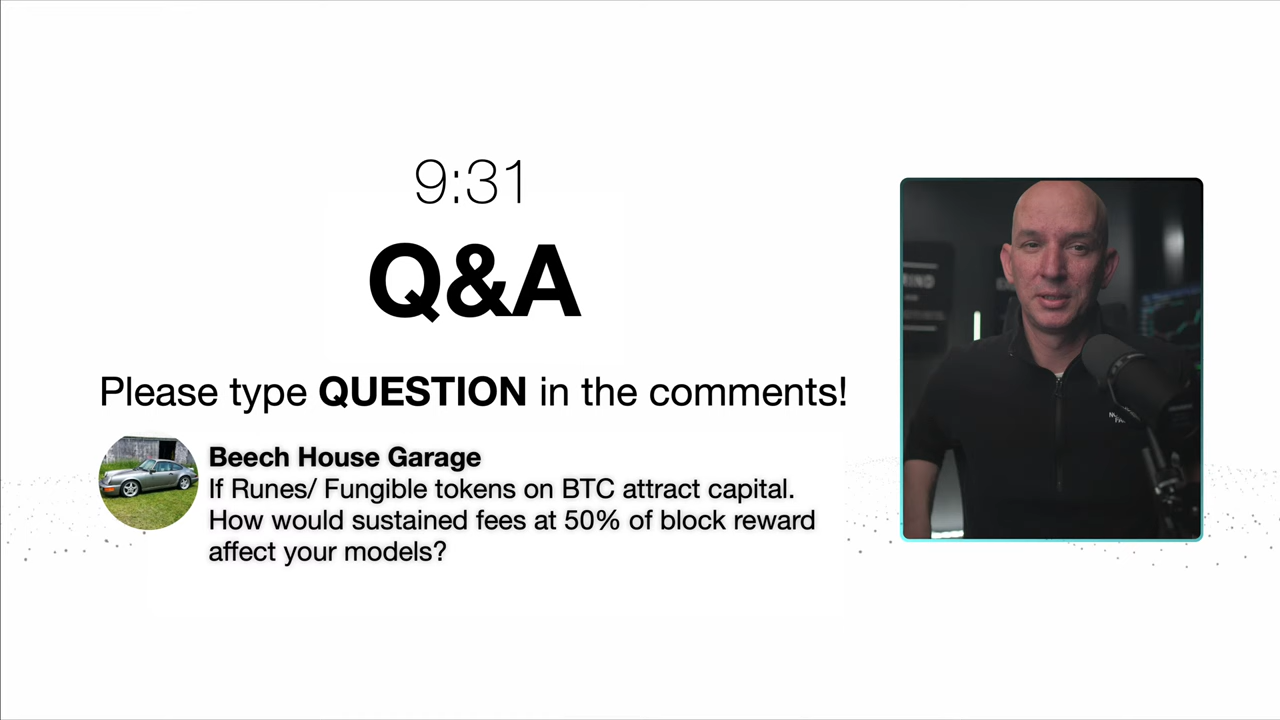 9:31
Q&A
Please type QUESTION in the comments!
Beech House Garage
If Runes/ Fungible tokens on BTC attract capital.
How would sustained fees at 50% of block reward
affect your models?